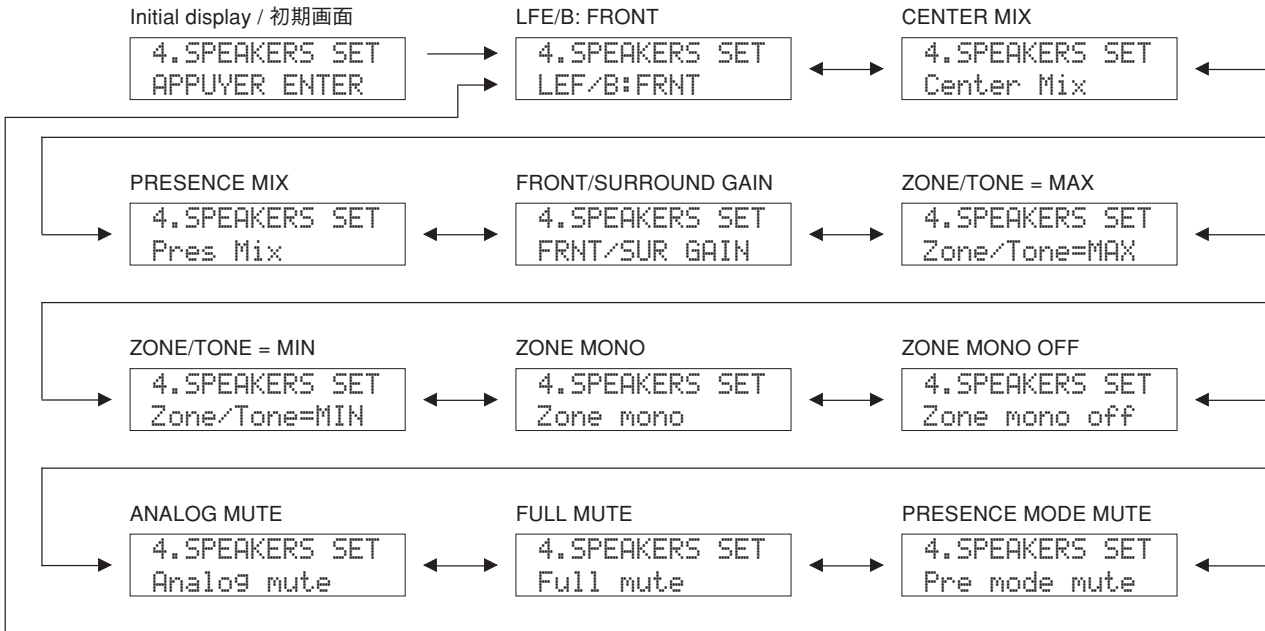 Initial display / 初期画面
4.SPEAKERS SET
APPUYER ENTER
LFE/B: FRONT
4.SPEAKERS SET
LEF/B:FRNT
CENTER MIX
4.SPEAKERS SET
Center Mix
PRESENCE MIX
4.SPEAKERS SET
Pres Mix
FRONT/SURROUND GAIN
4.SPEAKERS SET
FRNT/SUR GAIN
ZONE/TONE = MAX
4.SPEAKERS SET
Zone/Tone=MAX
ZONE/TONE = MIN
4.SPEAKERS SET
Zone/Tone=MIN
ZONE MONO
4.SPEAKERS SET
Zone mono
ZONE MONO OFF
4.SPEAKERS SET
Zone mono off
ANALOG MUTE
4.SPEAKERS SET
Analog mute
FULL MUTE
4.SPEAKERS SET
Full mute
PRESENCE MODE MUTE
4.SPEAKERS SET
Pre mode mute